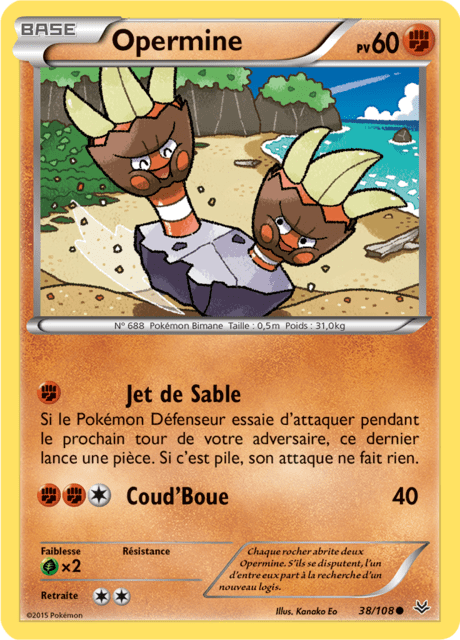 BASE
Opermine
PV60
N° 688 Pokémon Bimane Taille : 0,5m Poids : 31,0kg
Jet de Sable
Si le Pokémon Défenseur essaie d'attaquer pendant
le prochain tour de votre adversaire, ce dernier
lance une pièce. Si c'est pile, son attaque ne fait rien.
Coud'Boue 40
Faiblesse Résistance
×2
Retraite
Chaque rocher abrite deux
Opermine. S'ils se disputent, l'un
d'entre eux part à la recherche d'un
nouveau logis.
©2015 Pokémon
Illus. Kanako Eo 38/108